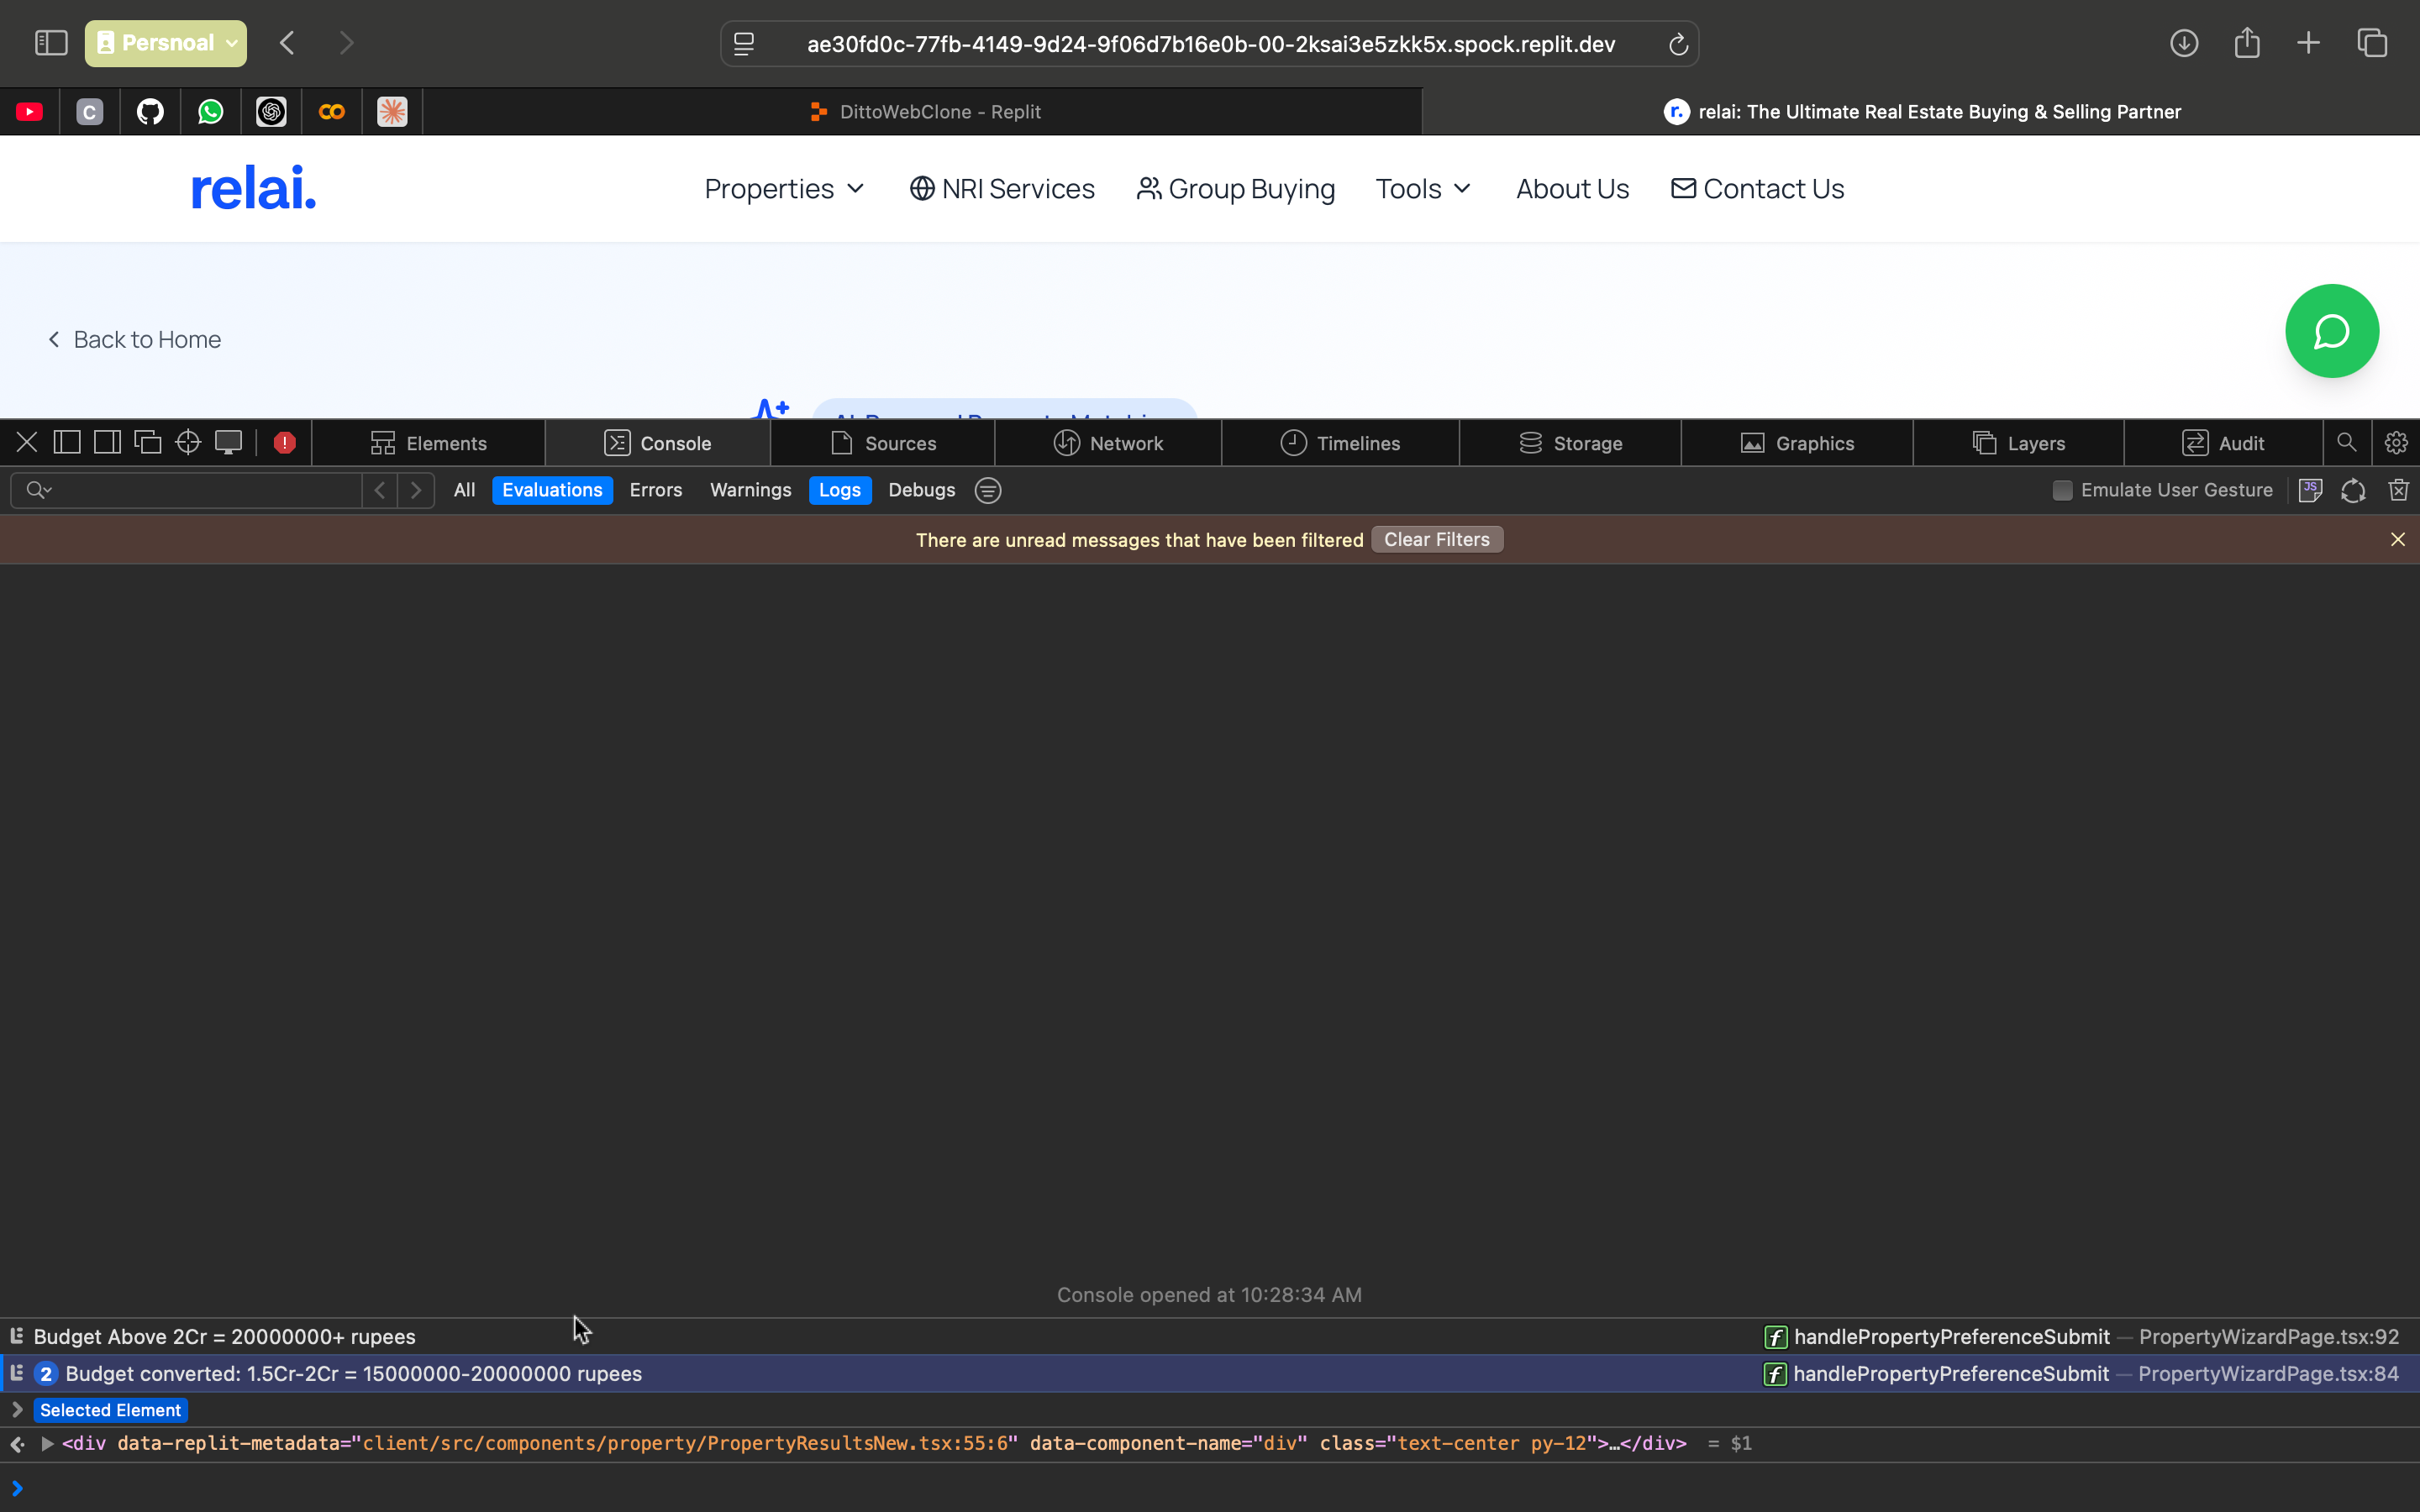 Persnoal
ae30fd0c-77fb-4149-9d24-9f06d7b16e0b-00-2ksai3e5zkk5x.spock.replit.dev
C
DittoWebClone - Replit
r. relai: The Ultimate Real Estate Buying & Selling Partner
relai.
Properties NRI Services Group Buying Tools About Us Contact Us
Back to Home
Elements Console Sources Network Timelines Storage Graphics Layers Audit
All Evaluations Errors Warnings Logs Debugs Emulate User Gesture JS
There are unread messages that have been filtered Clear Filters
Console opened at 10:28:34 AM
Budget Above 2Cr = 20000000+ rupees f handlePropertyPreferenceSubmit — PropertyWizardPage.tsx:92
2 Budget converted: 1.5Cr-2Cr = 15000000-20000000 rupees f handlePropertyPreferenceSubmit — PropertyWizardPage.tsx:84
Selected Element
<div data-replit-metadata="client/src/components/property/PropertyResultsNew.tsx:55:6" data-component-name="div" class="text-center py-12">…</div> = $1